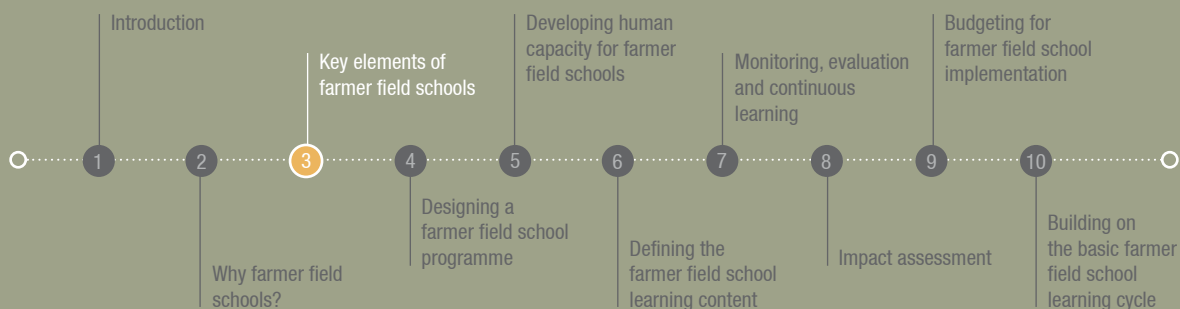 Introduction
Key elements of
farmer field schools
Developing human
capacity for farmer
field schools
Monitoring, evaluation
and continuous
learning
Budgeting for
farmer field school
implementation
1
2
3
4
5
6
7
8
9
10
Why farmer field
schools?
Designing a
farmer field school
programme
Defining the
farmer field school
learning content
Impact assessment
Building on
the basic farmer
field school
learning cycle